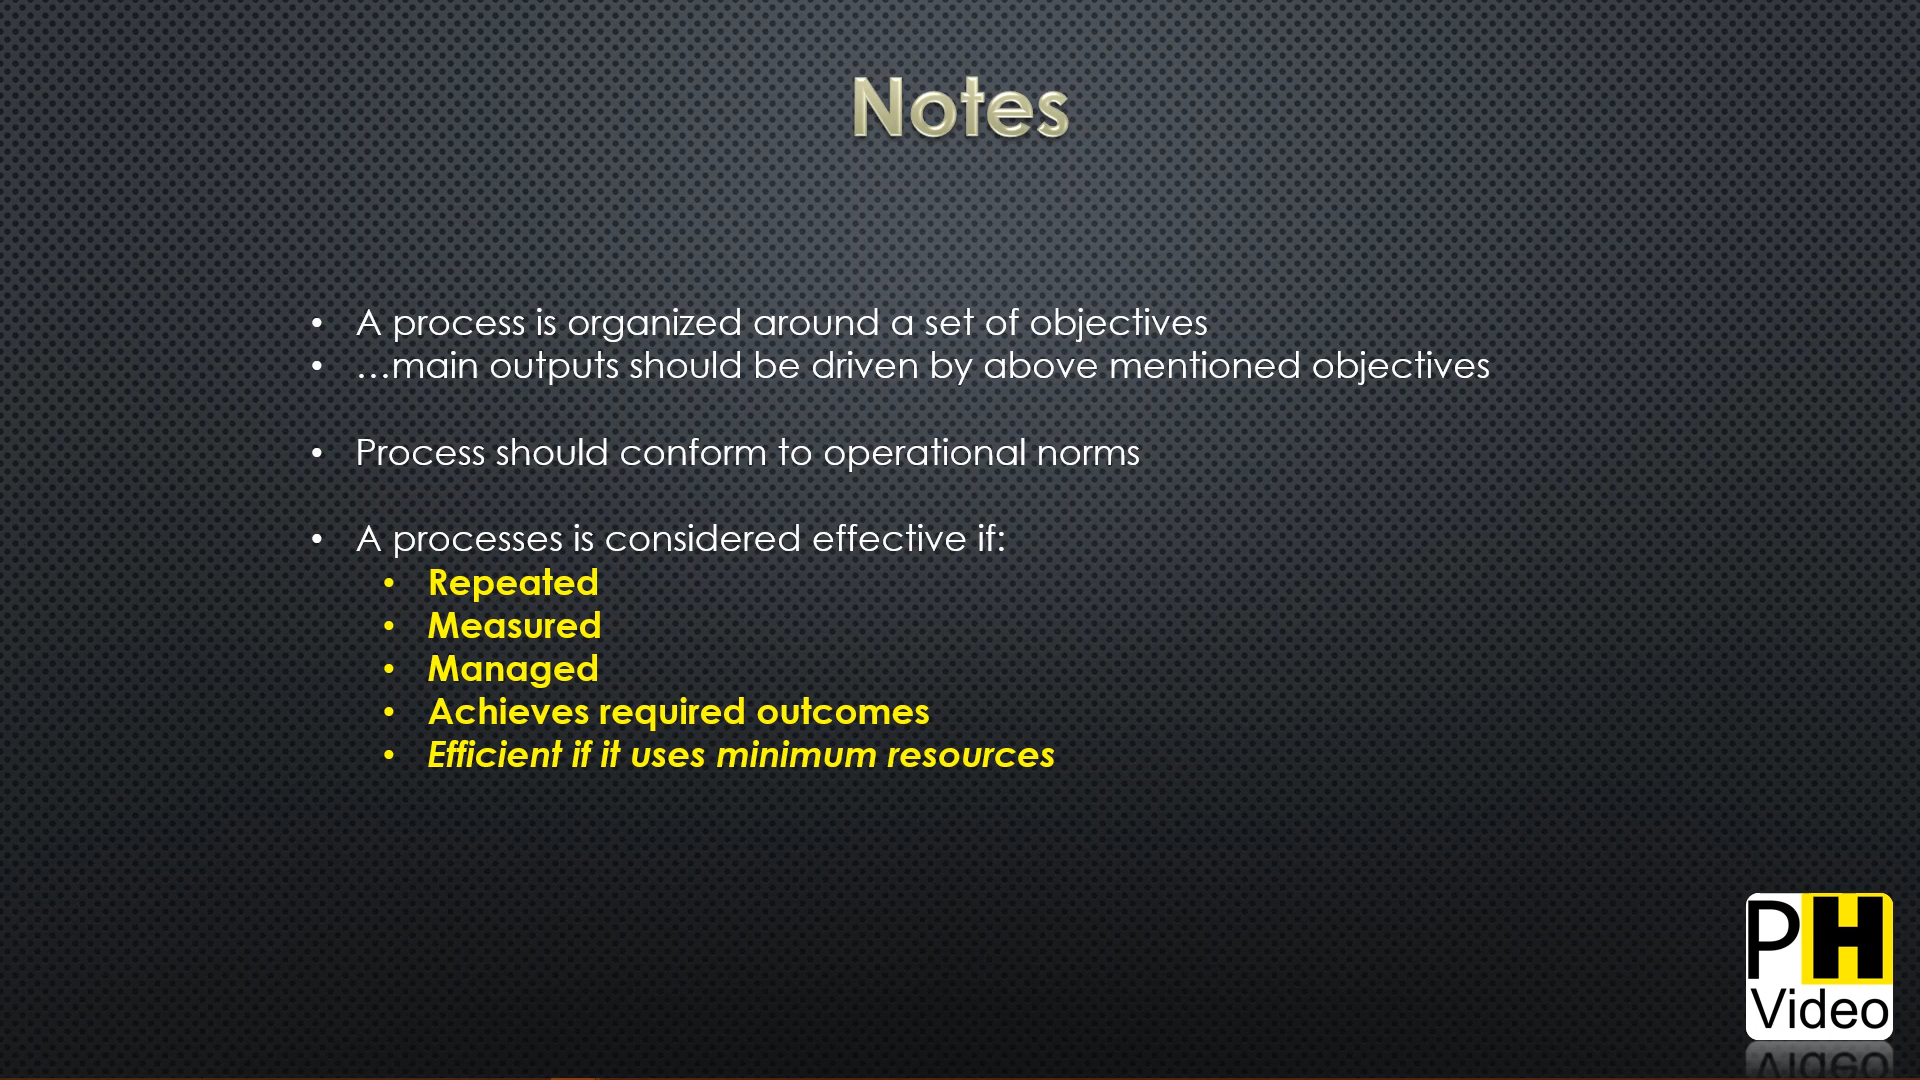 Notes
• A process is organized around a set of objectives
• …main outputs should be driven by above mentioned objectives
• Process should conform to operational norms
• A processes is considered effective if:
• Repeated
• Measured
• Managed
• Achieves required outcomes
• Efficient if it uses minimum resources
PH
Video